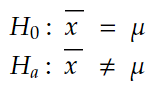 H₀ : x̅ = μ
Hₐ : x̅ ≠ μ